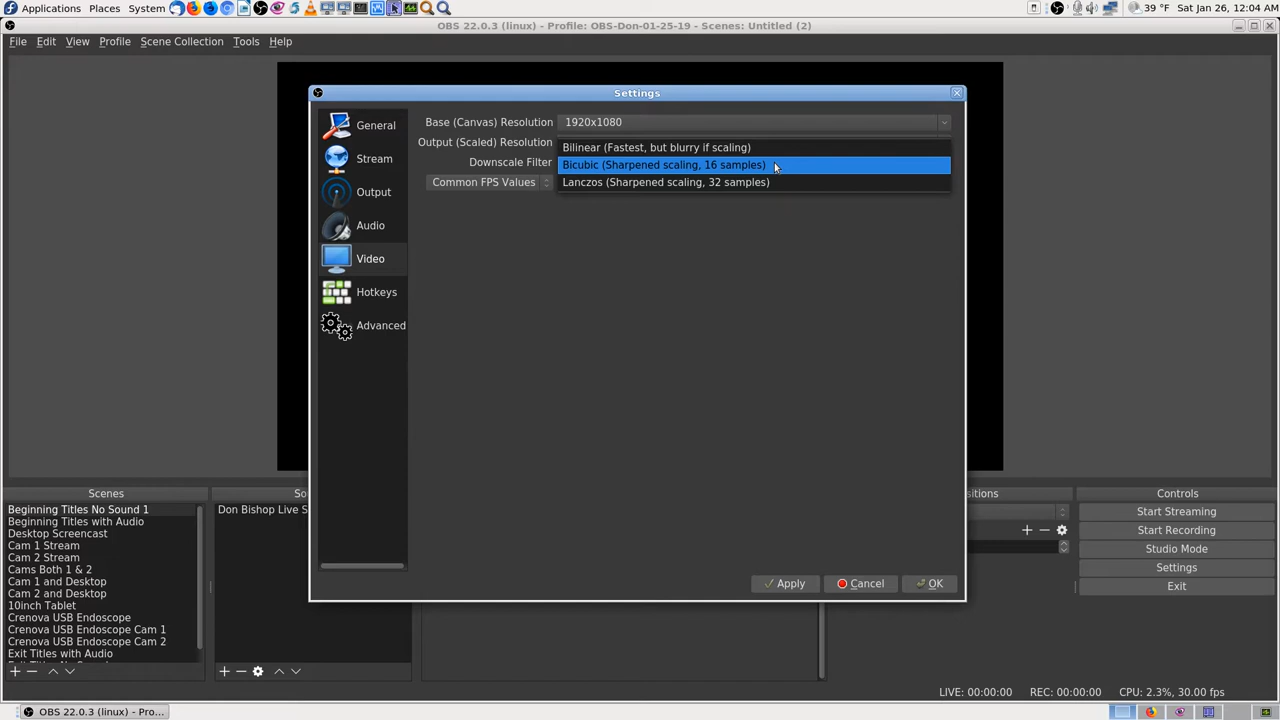 Applications Places System 39 °F Sat Jan 26, 12:04 AM
OBS 22.0.3 (linux) - Profile: OBS-Don-01-25-19 - Scenes: Untitled (2)
File Edit View Profile Scene Collection Tools Help
Settings
General
Stream
Output
Audio
Video
Hotkeys
Advanced
Base (Canvas) Resolution 1920x1080
Output (Scaled) Resolution
Downscale Filter
Common FPS Values
Bilinear (Fastest, but blurry if scaling)
Bicubic (Sharpened scaling, 16 samples)
Lanczos (Sharpened scaling, 32 samples)
Apply Cancel OK
Scenes
Beginning Titles No Sound 1
Beginning Titles with Audio
Desktop Screencast
Cam 1 Stream
Cam 2 Stream
Cams Both 1 & 2
Cam 1 and Desktop
Cam 2 and Desktop
10inch Tablet
Crenova USB Endoscope
Crenova USB Endoscope Cam 1
Crenova USB Endoscope Cam 2
Exit Titles with Audio
So
Don Bishop Live S
sitions
Controls
Start Streaming
Start Recording
Studio Mode
Settings
Exit
LIVE: 00:00:00 REC: 00:00:00 CPU: 2.3%, 30.00 fps
OBS 22.0.3 (linux) - Pro...